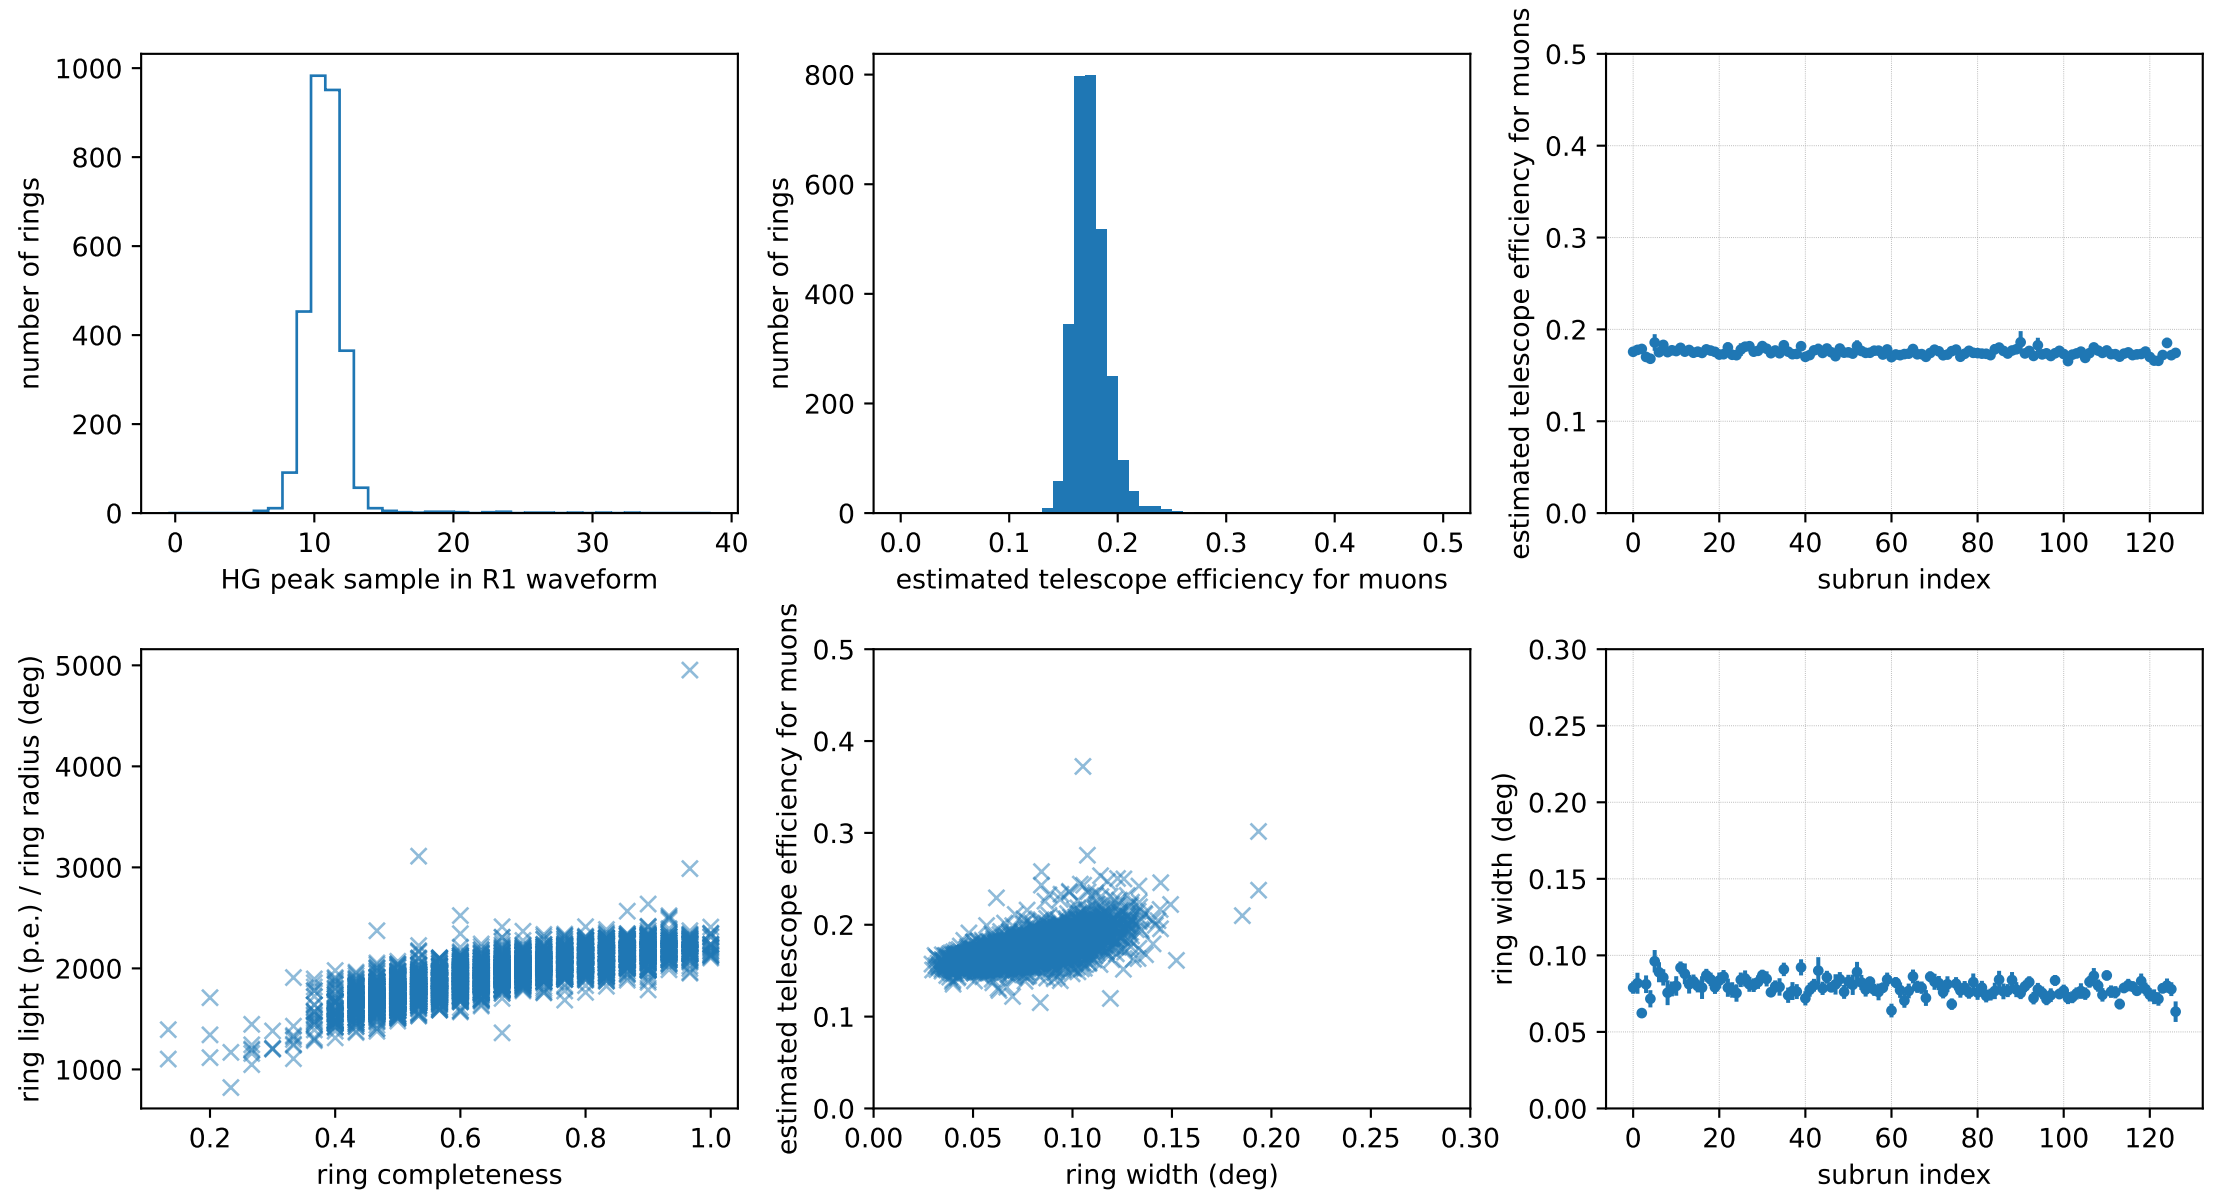 1000
800
600
400
200
0
number of rings
0 10 20 30 40
HG peak sample in R1 waveform
800
600
400
200
0
number of rings
0.0 0.1 0.2 0.3 0.4 0.5
estimated telescope efficiency for muons
0.5
0.4
0.3
0.2
0.1
0.0
estimated telescope efficiency for muons
0 20 40 60 80 100 120
subrun index
5000
4000
3000
2000
1000
ring light (p.e.) / ring radius (deg)
0.2 0.4 0.6 0.8 1.0
ring completeness
0.5
0.4
0.3
0.2
0.1
0.0
estimated telescope efficiency for muons
0.00 0.05 0.10 0.15 0.20 0.25 0.30
ring width (deg)
0.30
0.25
0.20
0.15
0.10
0.05
0.00
ring width (deg)
0 20 40 60 80 100 120
subrun index